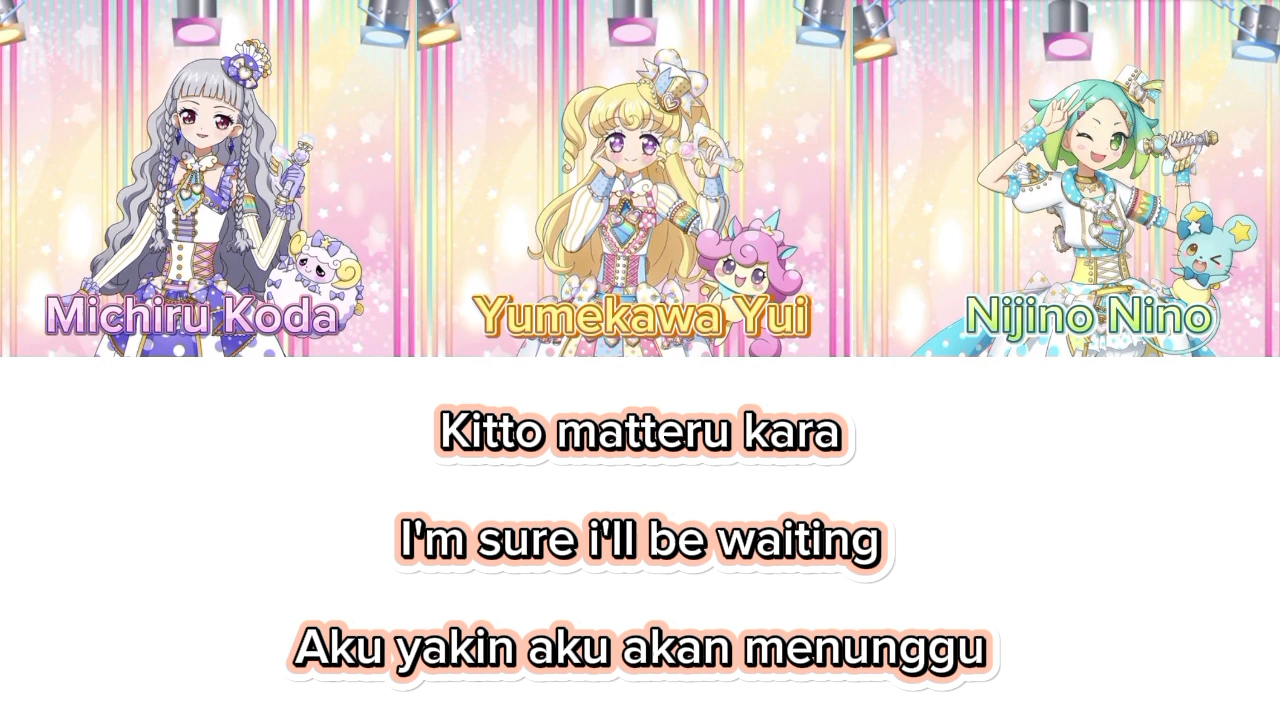 Michiru Koda
Yumekawa Yui
Nijino Nino
Kitto matteru kara
I'm sure i'll be waiting
Aku yakin aku akan menunggu